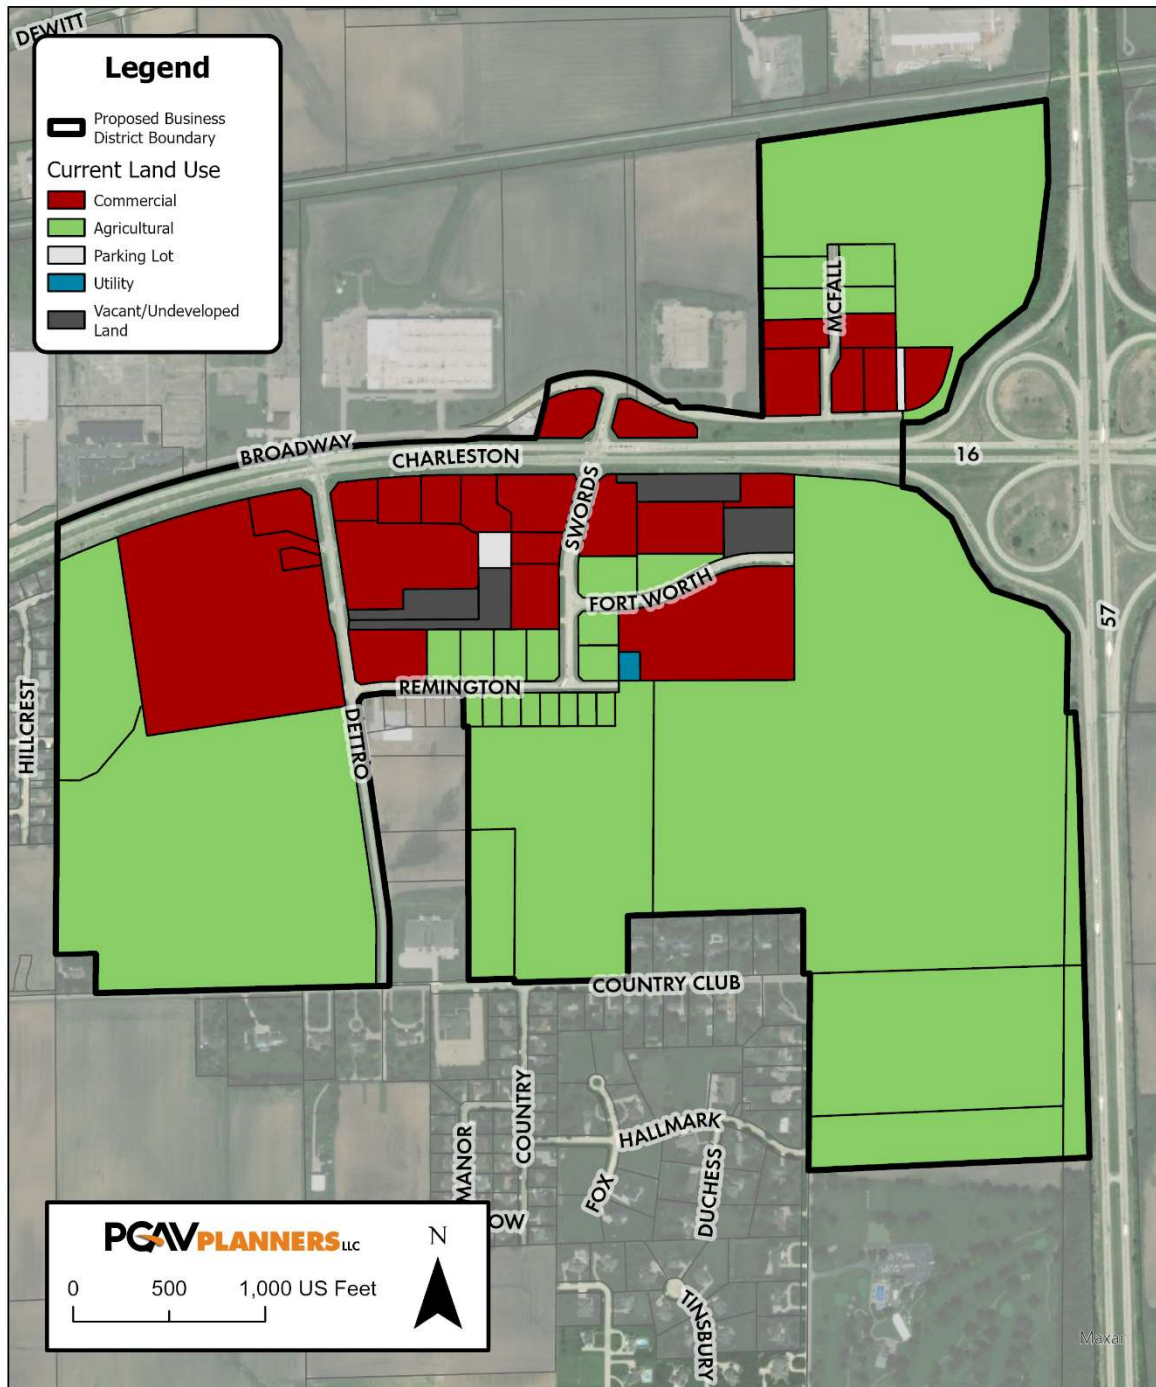 DEWITT
Legend
Proposed Business
District Boundary
Current Land Use
Commercial
Agricultural
Parking Lot
Utility
Vacant/Undeveloped
Land
MCFALL
BROADWAY
CHARLESTON
16
SWORDS
FORT WORTH
57
REMINGTON
HILLCREST
DETTRO
COUNTRY CLUB
MANOR
COUNTRY
HALLMARK
FOX
DUCHESS
OW
TINSBURY
PGAVPLANNERS LLC
N
0 500 1,000 US Feet
Maxar